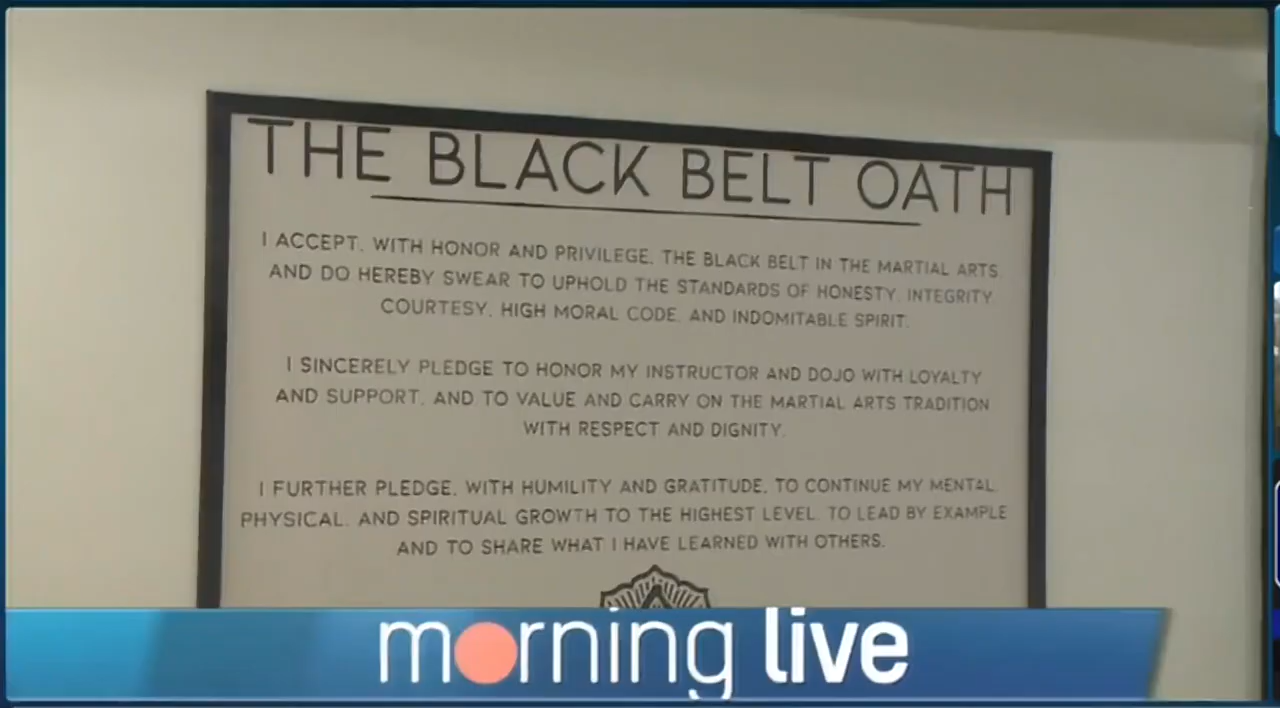 THE BLACK BELT OATH
I ACCEPT, WITH HONOR AND PRIVILEGE, THE BLACK BELT IN THE MARTIAL ARTS,
AND DO HEREBY SWEAR TO UPHOLD THE STANDARDS OF HONESTY, INTEGRITY
COURTESY, HIGH MORAL CODE, AND INDOMITABLE SPIRIT.
I SINCERELY PLEDGE TO HONOR MY INSTRUCTOR AND DOJO WITH LOYALTY
AND SUPPORT, AND TO VALUE AND CARRY ON THE MARTIAL ARTS TRADITION
WITH RESPECT AND DIGNITY.
I FURTHER PLEDGE, WITH HUMILITY AND GRATITUDE, TO CONTINUE MY MENTAL,
PHYSICAL, AND SPIRITUAL GROWTH TO THE HIGHEST LEVEL, TO LEAD BY EXAMPLE
AND TO SHARE WHAT I HAVE LEARNED WITH OTHERS.
morning live